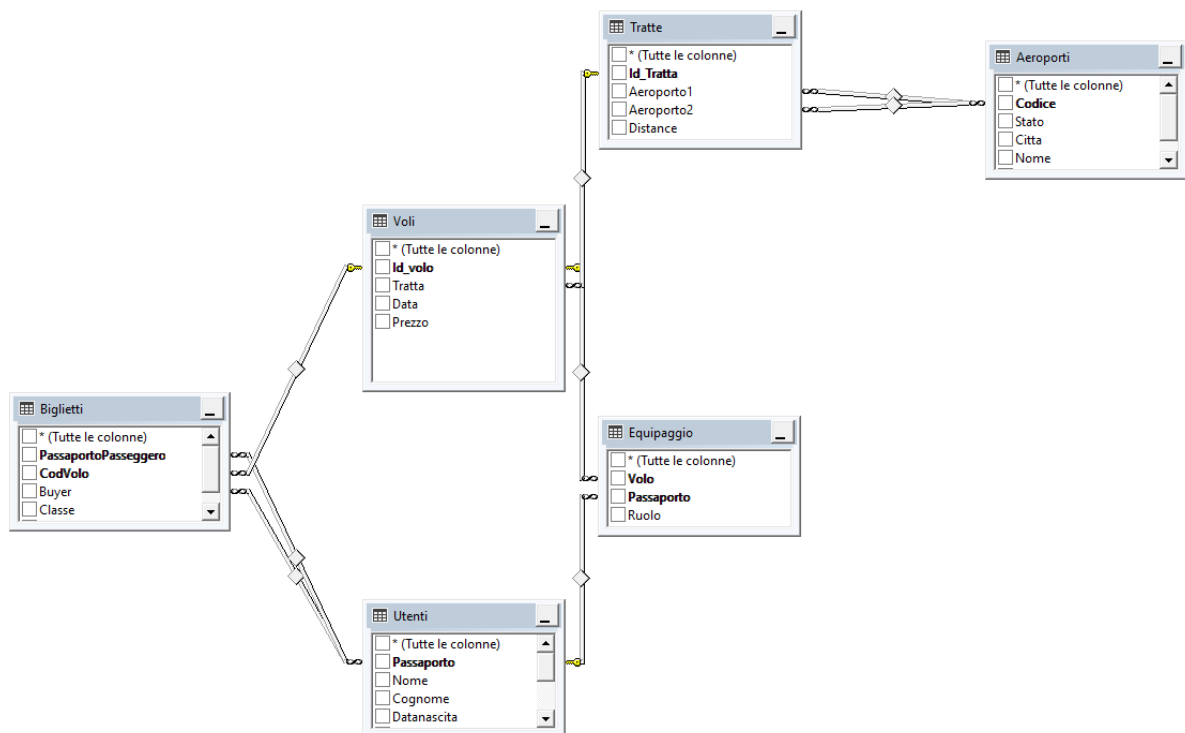 Tratte
* (Tutte le colonne)
Id_Tratta
Aeroporto1
Aeroporto2
Distance
Aeroporti
* (Tutte le colonne)
Codice
Stato
Citta
Nome
Voli
* (Tutte le colonne)
Id_volo
Tratta
Data
Prezzo
Biglietti
* (Tutte le colonne)
PassaportoPasseggero
CodVolo
Buyer
Classe
Equipaggio
* (Tutte le colonne)
Volo
Passaporto
Ruolo
Utenti
* (Tutte le colonne)
Passaporto
Nome
Cognome
Datanascita